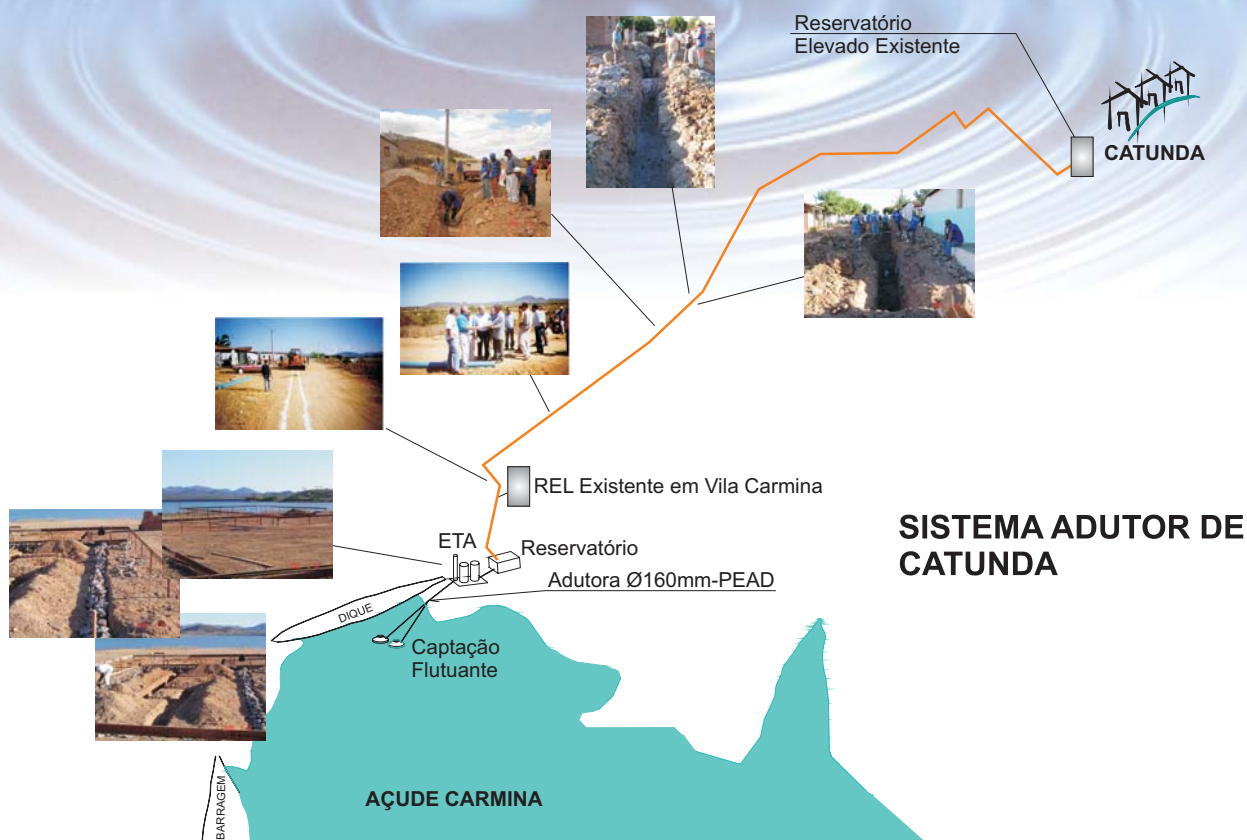 Reservatório
Elevado Existente
CATUNDA
REL Existente em Vila Carmina
SISTEMA ADUTOR DE
CATUNDA
ETA
Reservatório
Adutora Ø160mm-PEAD
DIQUE
Captação
Flutuante
AÇUDE CARMINA
BARRAGEM